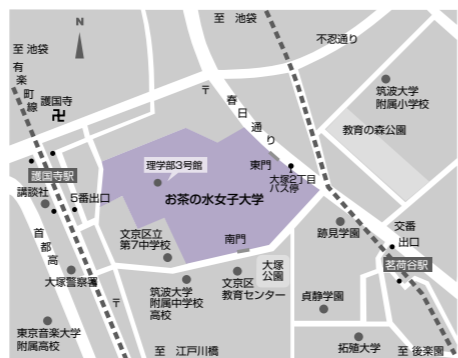 N
至 池袋
不忍通り
至 池袋
有楽町線
護国寺
卍
〒
春日通り
筑波大学
附属小学校
教育の森公園
理学部3号館
東門
大塚2丁目
バス停
護国寺駅
講談社
5番出口
お茶の水女子大学
首都高
文京区立
第7中学校
南門
跡見学園
交番
出口
茗荷谷駅
大塚警察署
〒
筑波大学
附属中学校
高校
文京区
教育センター
大塚
公園
貞静学園
東京音楽大学
附属高校
至 江戸川橋
拓殖大学
至 後楽園